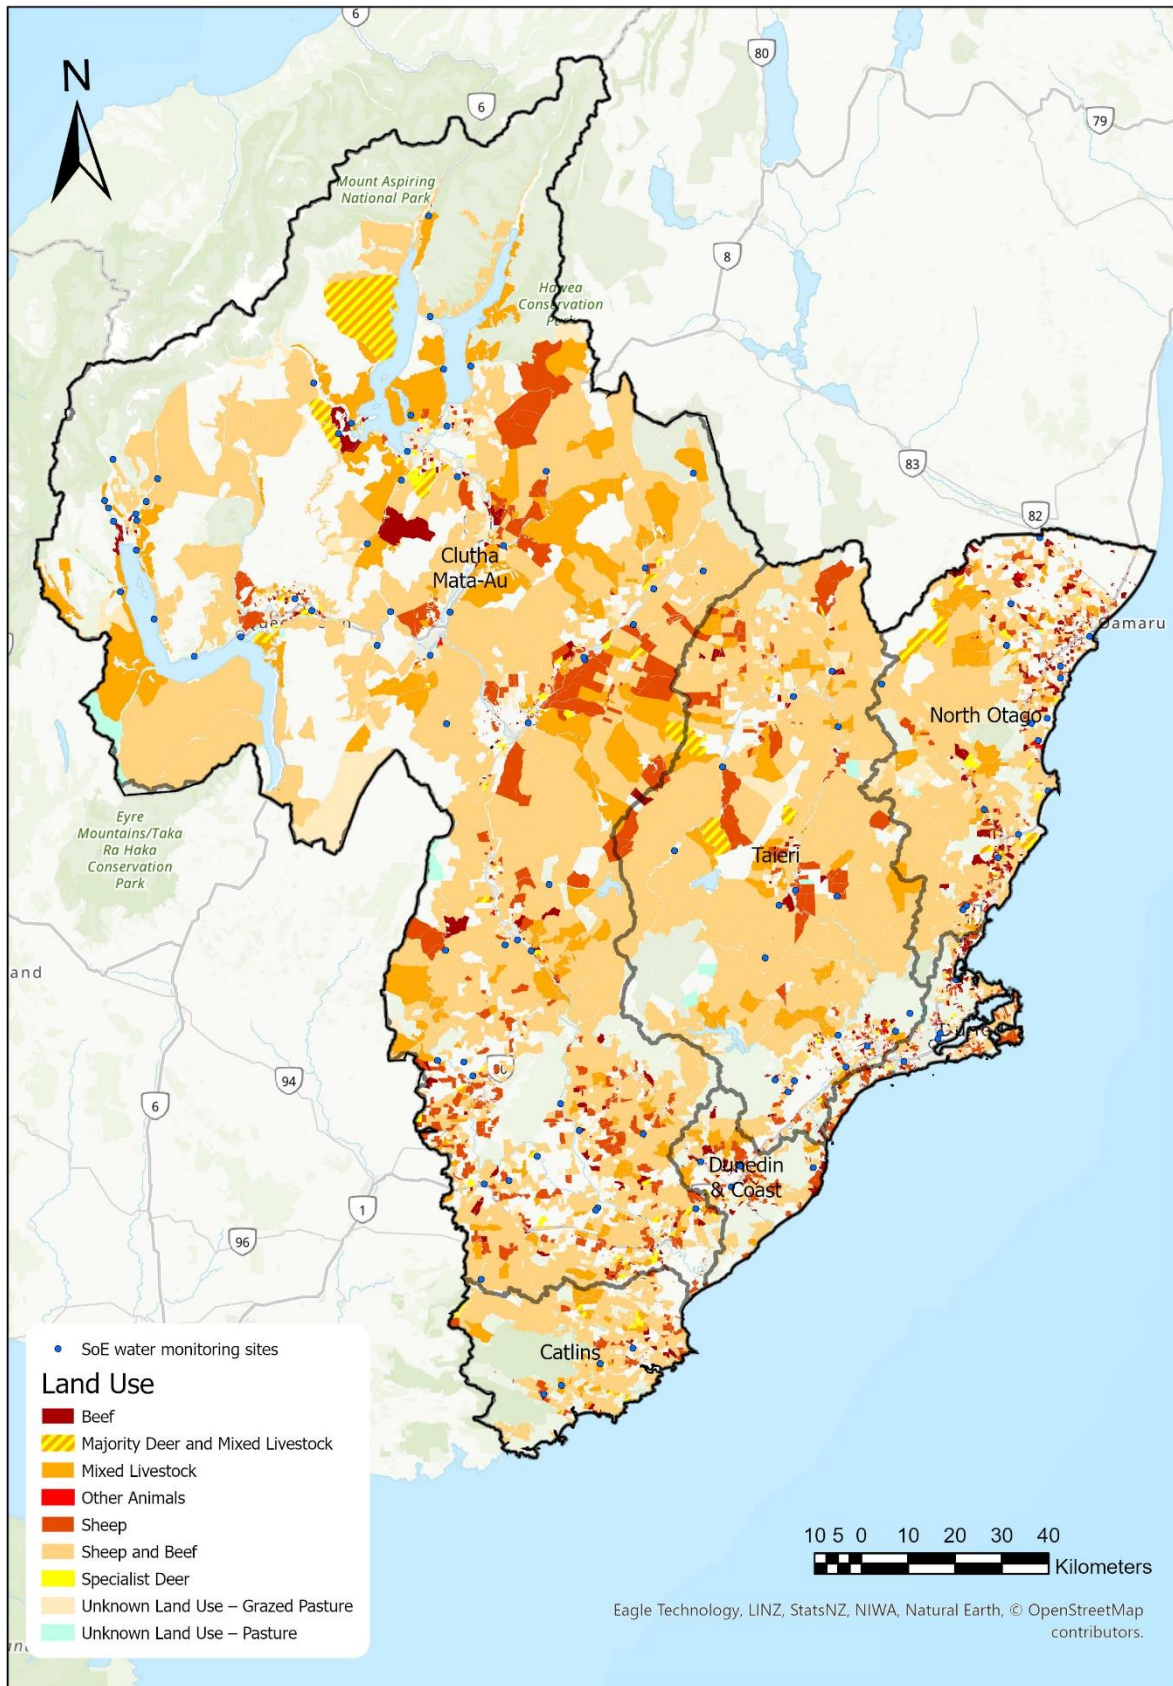 6
80
N
6
79
Mount Aspiring
National Park
8
Hawea
Conservation
Park
83
82
Clutha
Mata-Au
Oamaru
North Otago
Eyre
Mountains/Taka
Ra Haka
Conservation
Park
Taieri
and
94
90
6
Dunedin
& Coast
1
96
Catlins
SoE water monitoring sites
Land Use
Beef
Majority Deer and Mixed Livestock
Mixed Livestock
Other Animals
Sheep
Sheep and Beef
Specialist Deer
Unknown Land Use – Grazed Pasture
Unknown Land Use – Pasture
10 5 0 10 20 30 40
Kilometers
Eagle Technology, LINZ, StatsNZ, NIWA, Natural Earth, © OpenStreetMap
contributors.